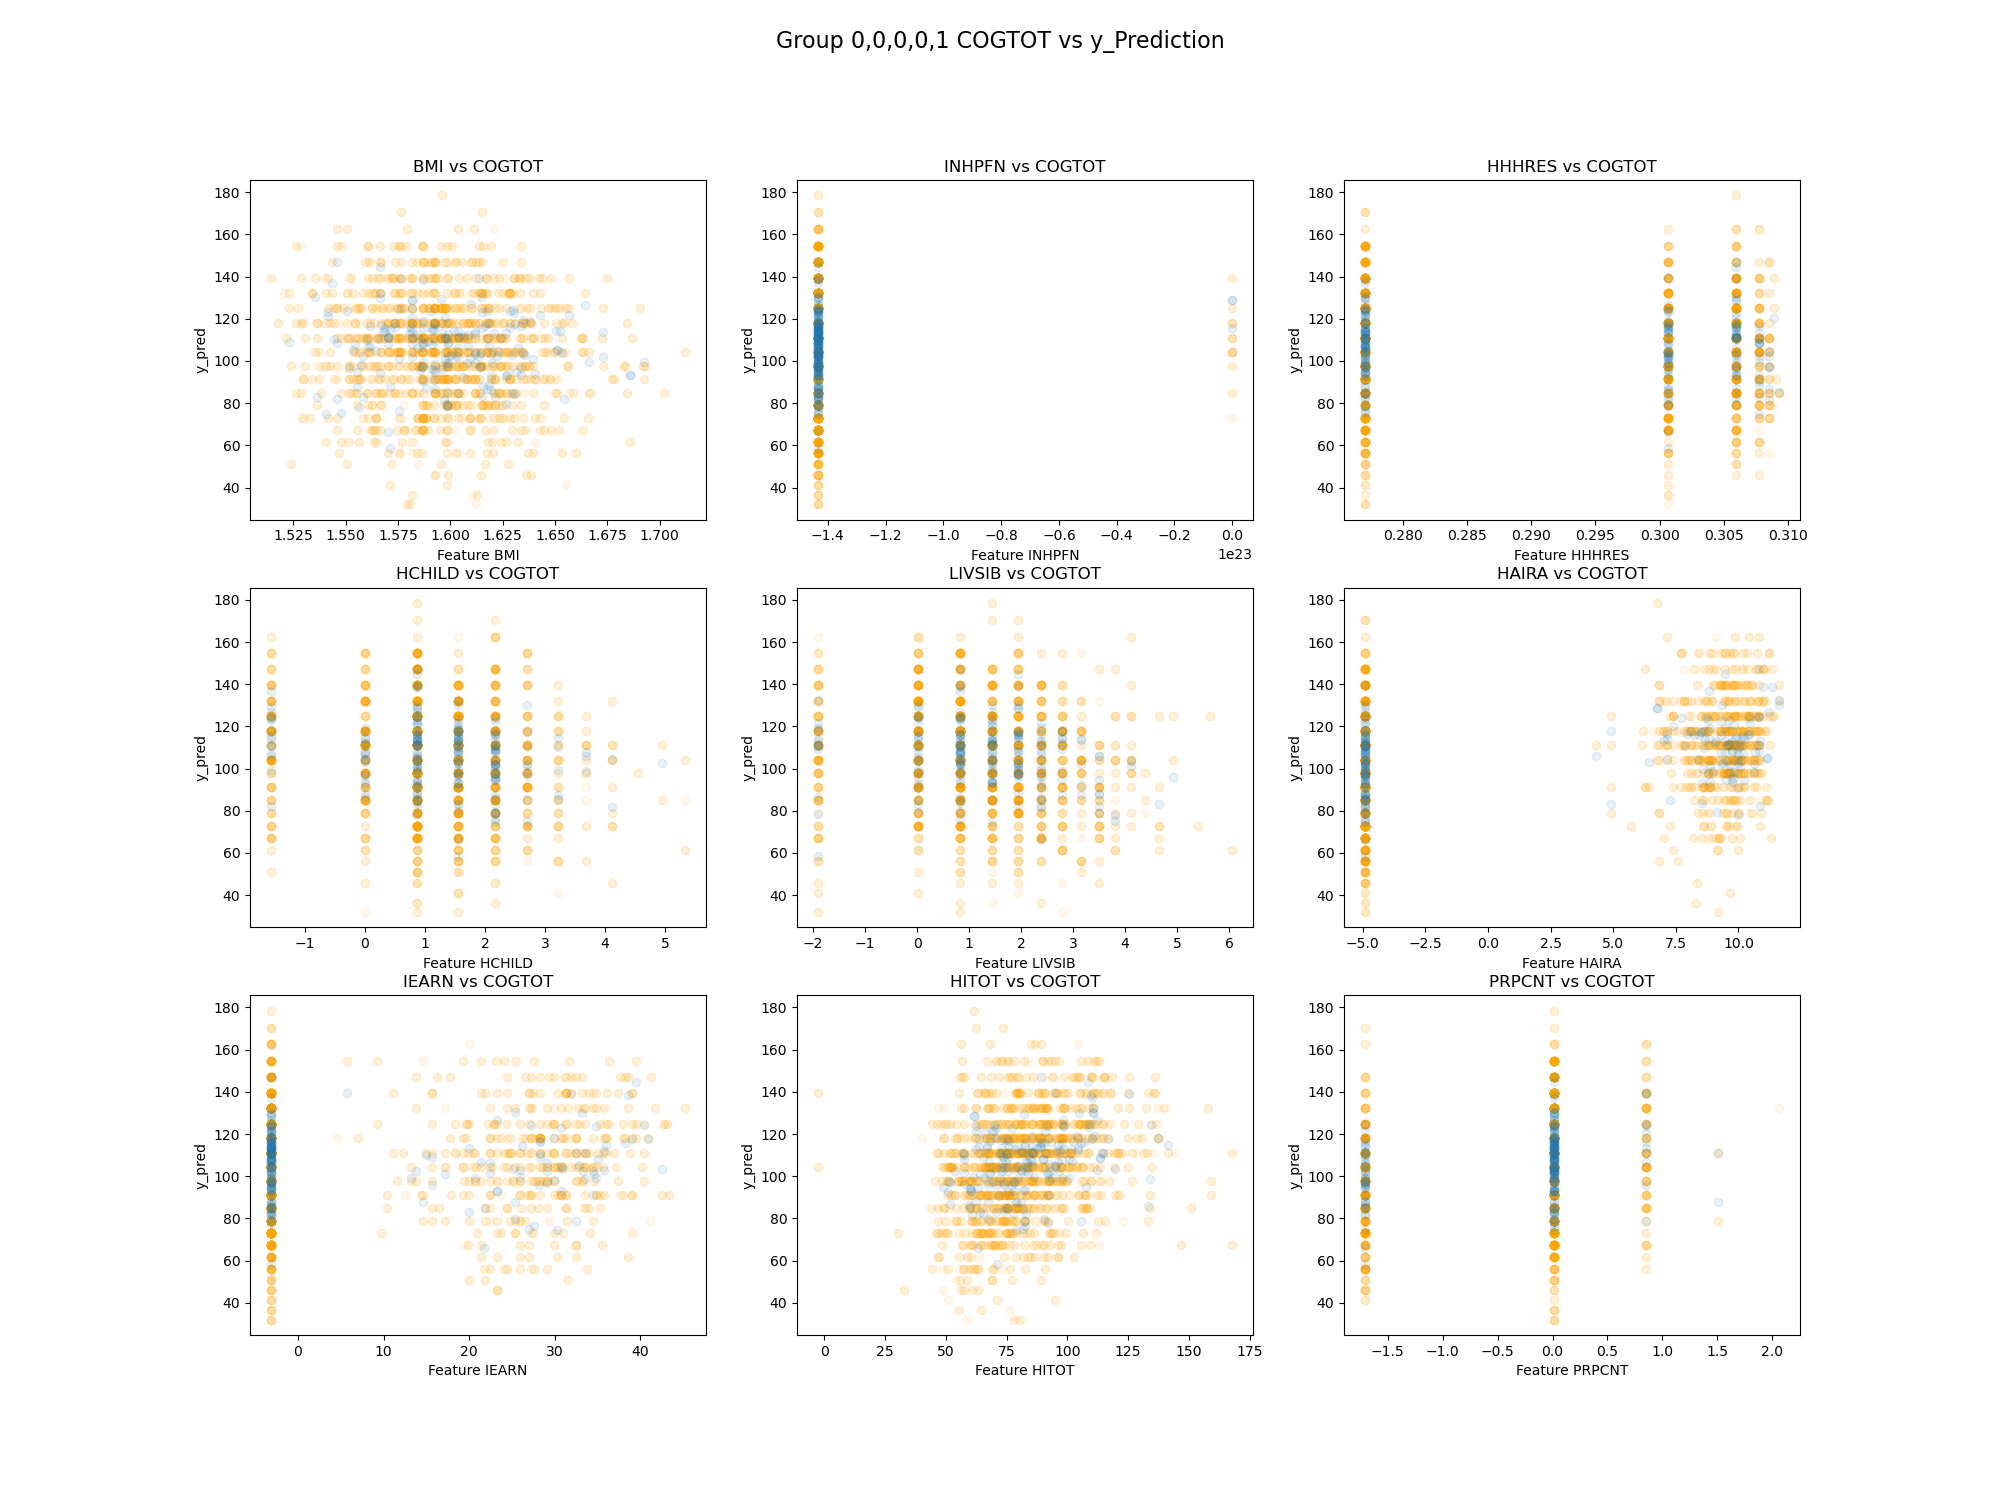 Group 0,0,0,0,1 COGTOT vs y_Prediction
BMI vs COGTOT
INHPFN vs COGTOT
HHHRES vs COGTOT
180
160
140
120
100
80
60
40
y_pred
1.525 1.550 1.575 1.600 1.625 1.650 1.675 1.700
Feature BMI
180
160
140
120
100
80
60
40
y_pred
−1.4 −1.2 −1.0 −0.8 −0.6 −0.4 −0.2 0.0
1e23
Feature INHPFN
180
160
140
120
100
80
60
40
y_pred
0.280 0.285 0.290 0.295 0.300 0.305 0.310
Feature HHHRES
HCHILD vs COGTOT
LIVSIB vs COGTOT
HAIRA vs COGTOT
180
160
140
120
100
80
60
40
y_pred
−1 0 1 2 3 4 5
Feature HCHILD
180
160
140
120
100
80
60
40
y_pred
−2 −1 0 1 2 3 4 5 6
Feature LIVSIB
180
160
140
120
100
80
60
40
y_pred
−5.0 −2.5 0.0 2.5 5.0 7.5 10.0
Feature HAIRA
IEARN vs COGTOT
HITOT vs COGTOT
PRPCNT vs COGTOT
180
160
140
120
100
80
60
40
y_pred
0 10 20 30 40
Feature IEARN
180
160
140
120
100
80
60
40
y_pred
0 25 50 75 100 125 150 175
Feature HITOT
180
160
140
120
100
80
60
40
y_pred
−1.5 −1.0 −0.5 0.0 0.5 1.0 1.5 2.0
Feature PRPCNT